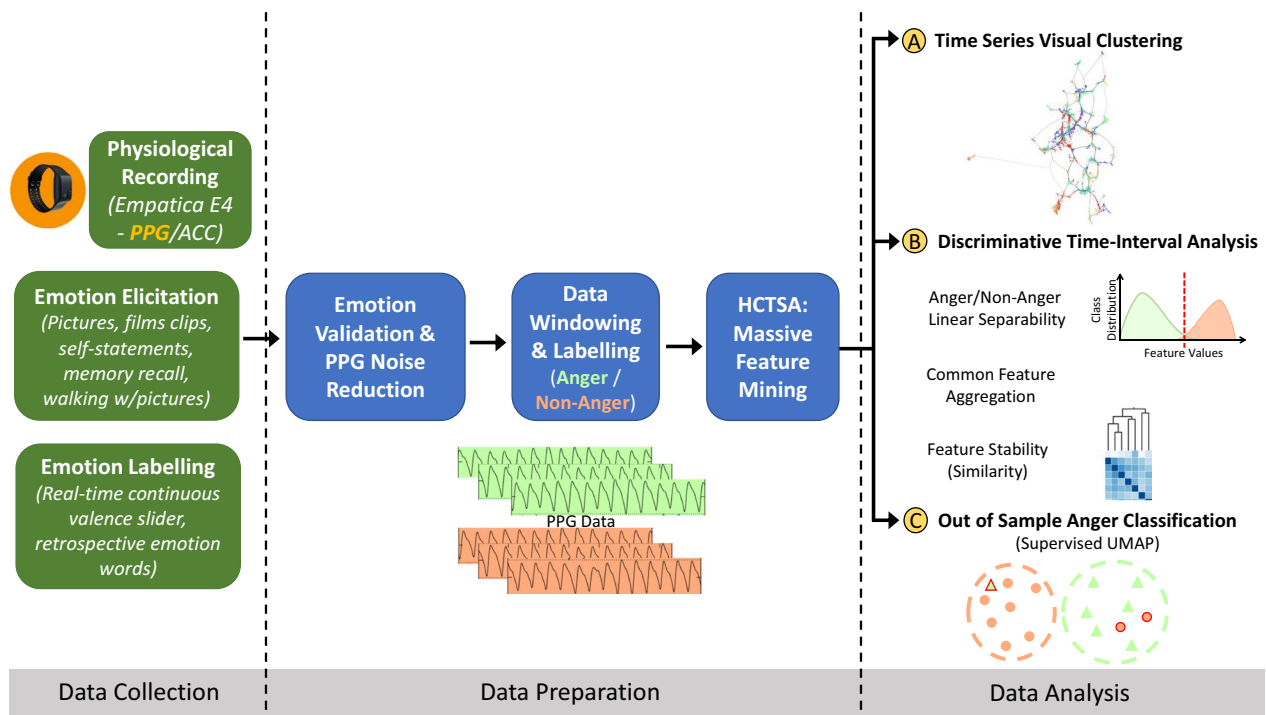 Physiological
Recording
(Empatica E4
- PPG/ACC)
Emotion Elicitation
(Pictures, films clips,
self-statements,
memory recall,
walking w/pictures)
Emotion Labelling
(Real-time continuous
valence slider,
retrospective emotion
words)
Data Collection
Emotion
Validation &
PPG Noise
Reduction
Data
Windowing
& Labelling
(Anger /
Non-Anger)
HCTSA:
Massive
Feature
Mining
PPG Data
Data Preparation
A Time Series Visual Clustering
B Discriminative Time-Interval Analysis
Anger/Non-Anger
Linear Separability
Class
Distribution
Feature Values
Common Feature
Aggregation
Feature Stability
(Similarity)
C Out of Sample Anger Classification
(Supervised UMAP)
Data Analysis